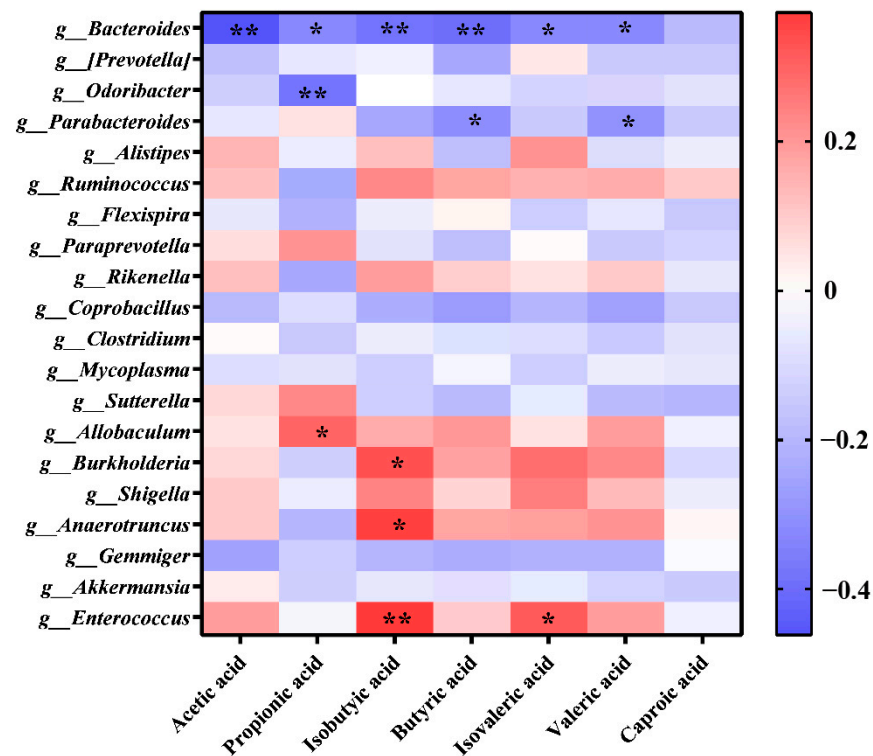 g__Bacteroides ** * ** ** * *
g__[Prevotella]
g__Odoribacter **
g__Parabacteroides * *
g__Alistipes
g__Ruminococcus
g__Flexispira
g__Paraprevotella
g__Rikenella
g__Coprobacillus
g__Clostridium
g__Mycoplasma
g__Sutterella
g__Allobaculum *
g__Burkholderia *
g__Shigella
g__Anaerotruncus *
g__Gemmiger
g__Akkermansia
g__Enterococcus ** *
Acetic acid
Propionic acid
Isobutyic acid
Butyric acid
Isovaleric acid
Valeric acid
Caproic acid
0.2
0
−0.2
−0.4